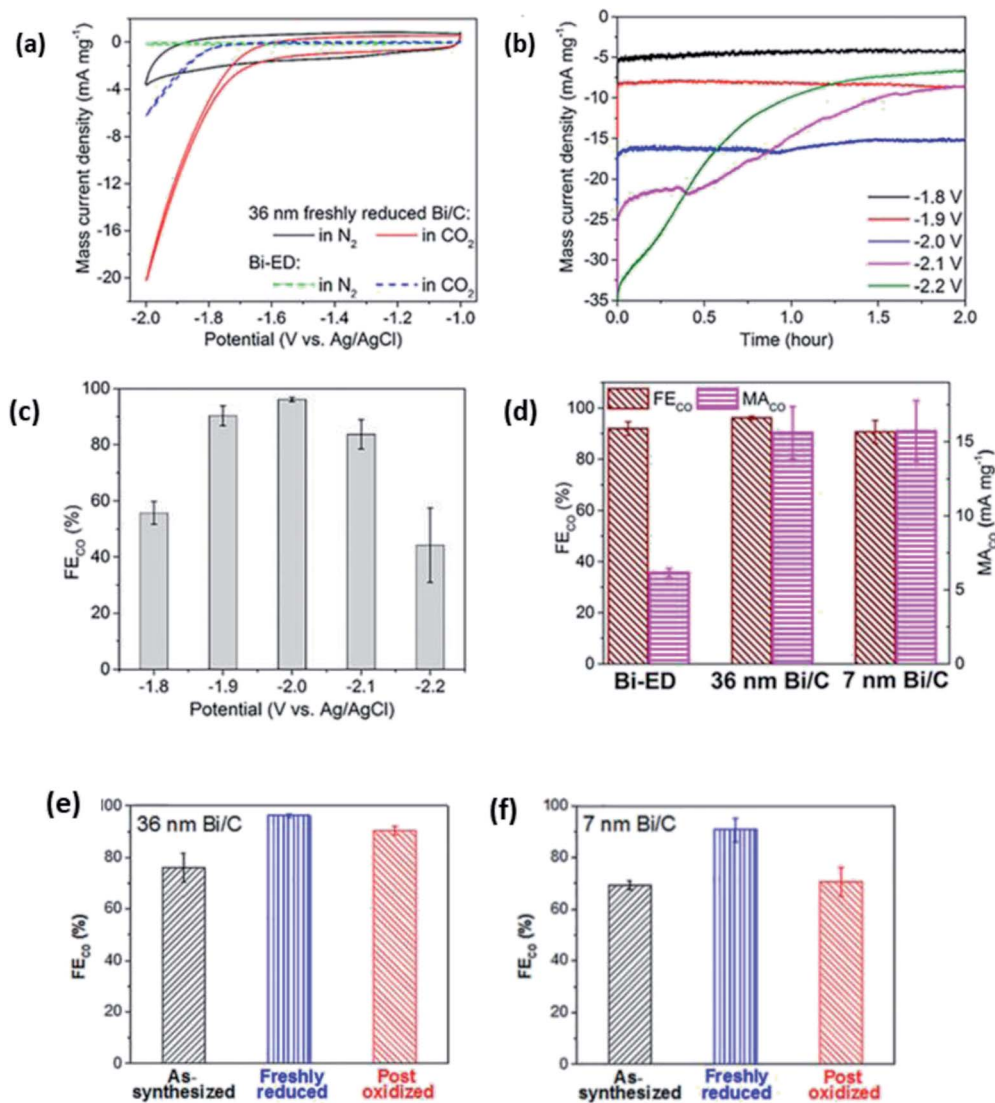 (a)
Mass current density (mA mg⁻¹)
0
-4
-8
-12
-16
-20
36 nm freshly reduced Bi/C:
in N₂ in CO₂
Bi-ED:
in N₂ in CO₂
-2.0 -1.8 -1.6 -1.4 -1.2 -1.0
Potential (V vs. Ag/AgCl)
(b)
Mass current density (mA mg⁻¹)
0
-5
-10
-15
-20
-25
-30
-35
-1.8 V
-1.9 V
-2.0 V
-2.1 V
-2.2 V
0.0 0.5 1.0 1.5 2.0
Time (hour)
(c)
FE_CO (%)
100
80
60
40
20
0
-1.8 -1.9 -2.0 -2.1 -2.2
Potential (V vs. Ag/AgCl)
(d)
FE_CO MA_CO
FE_CO (%)
100
80
60
40
20
0
MA_CO (mA mg⁻¹)
15
10
5
0
Bi-ED 36 nm Bi/C 7 nm Bi/C
(e)
36 nm Bi/C
FE_CO (%)
100
80
60
40
20
0
As-synthesized
Freshly reduced
Post oxidized
(f)
7 nm Bi/C
FE_CO (%)
100
80
60
40
20
0
As-synthesized
Freshly reduced
Post oxidized